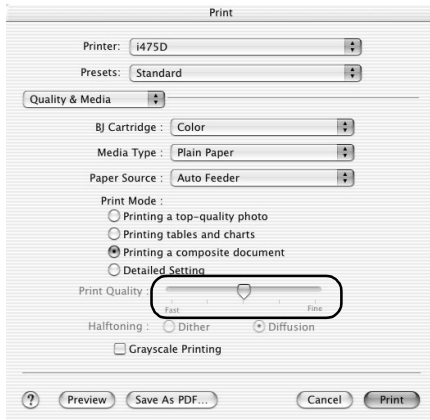 Print
Printer: i475D
Presets: Standard
Quality & Media
BJ Cartridge : Color
Media Type : Plain Paper
Paper Source : Auto Feeder
Print Mode :
Printing a top-quality photo
Printing tables and charts
Printing a composite document
Detailed Setting
Print Quality :
Fast Fine
Halftoning : Dither Diffusion
Grayscale Printing
? Preview Save As PDF... Cancel Print